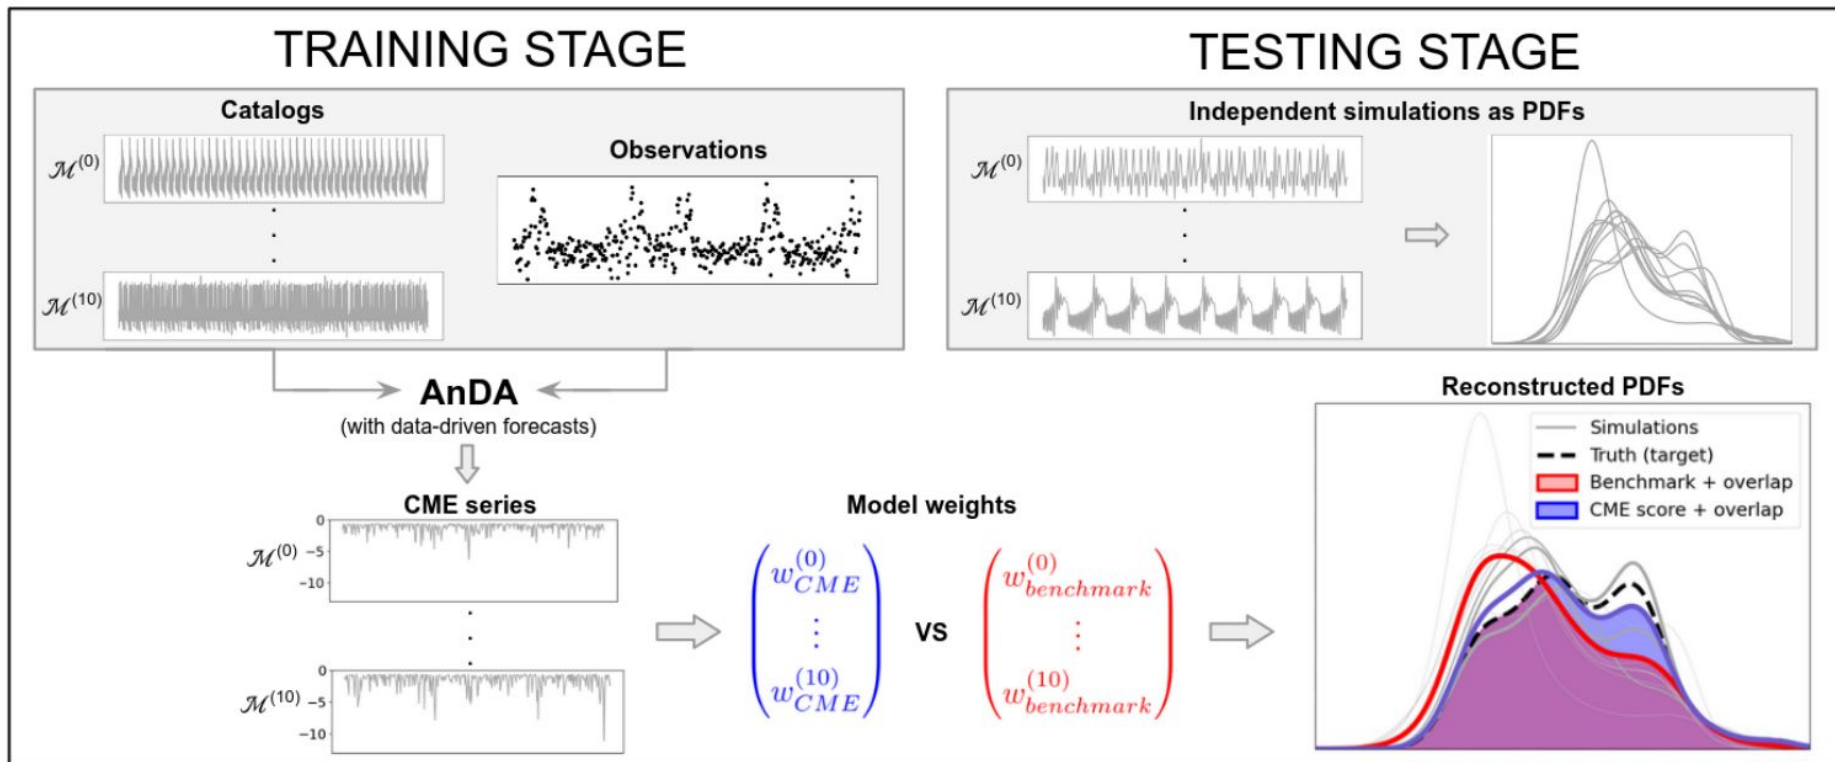 TRAINING STAGE
Catalogs
ℳ(0)
ℳ(10)
Observations
AnDA
(with data-driven forecasts)
CME series
ℳ(0)
0
−5
−10
ℳ(10)
0
−5
−10
Model weights
w(0)CME
⋮
w(10)CME
VS
w(0)benchmark
⋮
w(10)benchmark
TESTING STAGE
Independent simulations as PDFs
ℳ(0)
ℳ(10)
Reconstructed PDFs
Simulations
Truth (target)
Benchmark + overlap
CME score + overlap